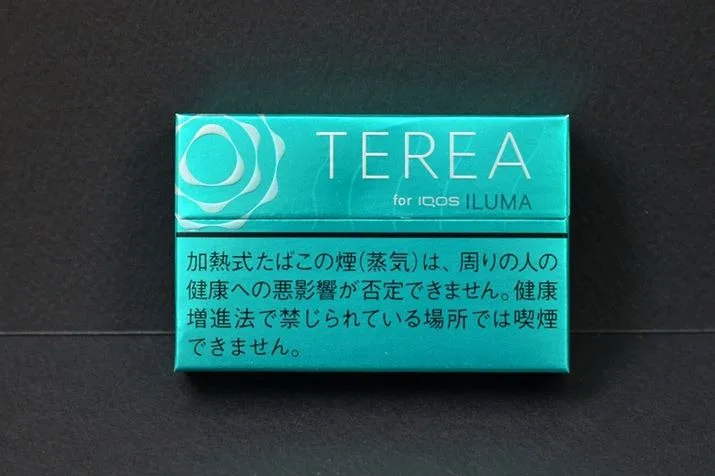 TEREA
for IQOS ILUMA
加熱式たばこの煙(蒸気)は、周りの人の
健康への悪影響が否定できません。健康
増進法で禁じられている場所では喫煙
できません。